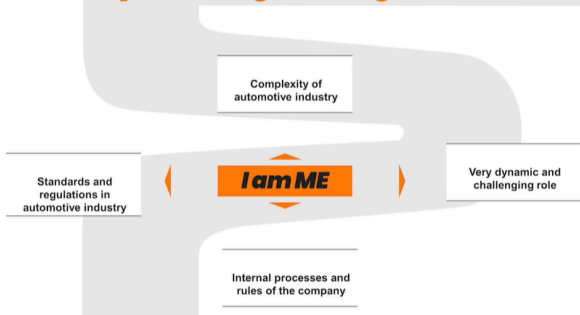 Complexity of
automotive industry
Standards and
regulations in
automotive industry
I am ME
Very dynamic and
challenging role
Internal processes and
rules of the company